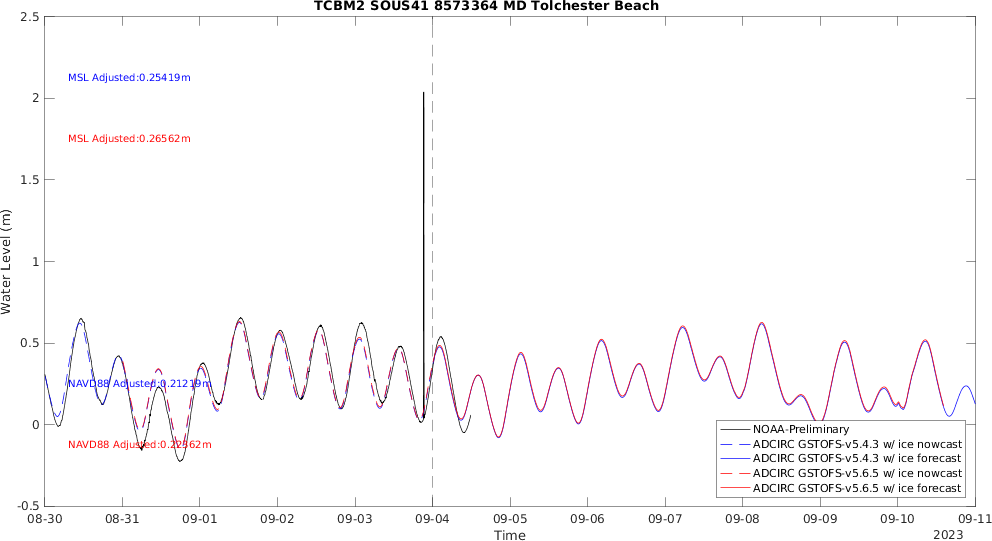 TCBM2 SOUS41 8573364 MD Tolchester Beach
2.5
MSL Adjusted:0.25419m
2
MSL Adjusted:0.26562m
1.5
Water Level (m)
1
0.5
NAVD88 Adjusted:0.21219m
0
NAVD88 Adjusted:0.22362m
NOAA-Preliminary
ADCIRC GSTOFS-v5.4.3 w/ ice nowcast
ADCIRC GSTOFS-v5.4.3 w/ ice forecast
ADCIRC GSTOFS-v5.6.5 w/ ice nowcast
ADCIRC GSTOFS-v5.6.5 w/ ice forecast
-0.5
08-30 08-31 09-01 09-02 09-03 09-04 09-05 09-06 09-07 09-08 09-09 09-10 09-11
Time
2023